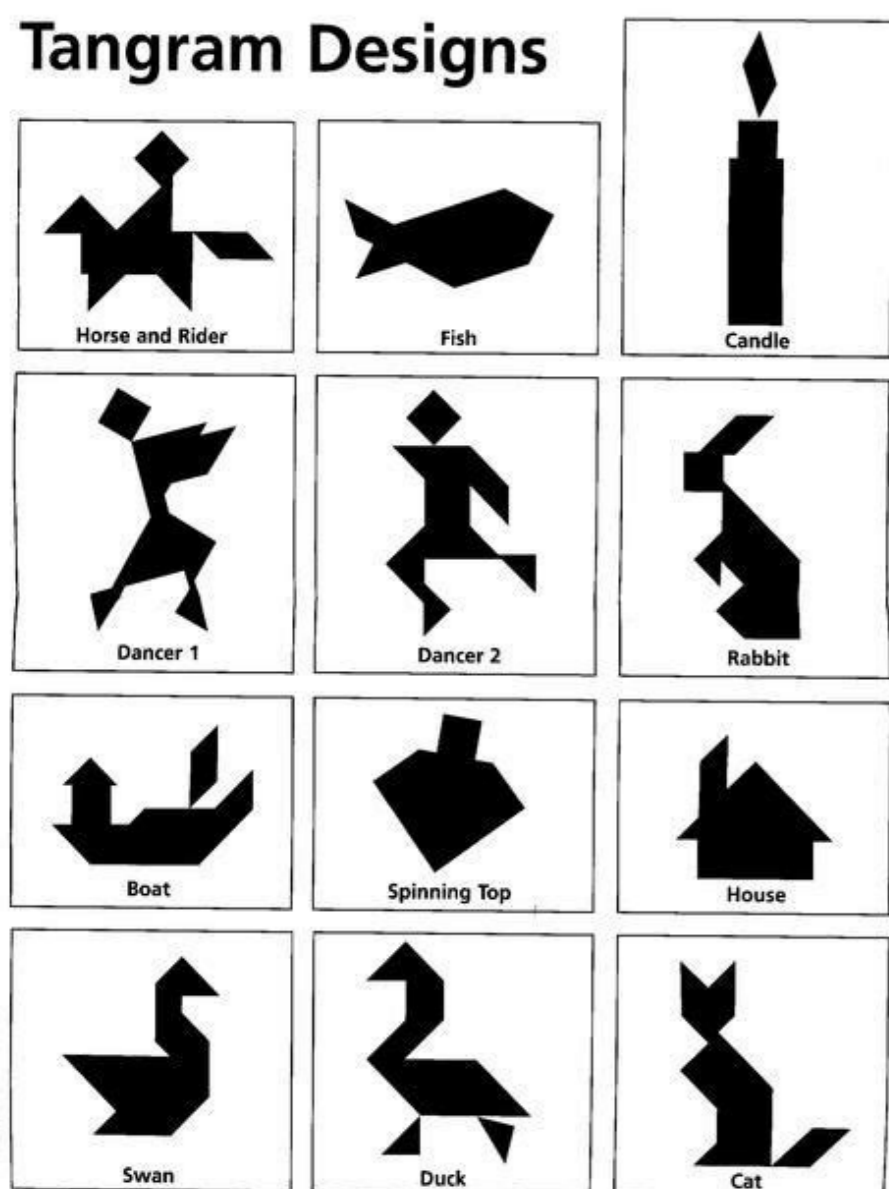 Tangram Designs
Horse and Rider
Fish
Candle
Dancer 1
Dancer 2
Rabbit
Boat
Spinning Top
House
Swan
Duck
Cat